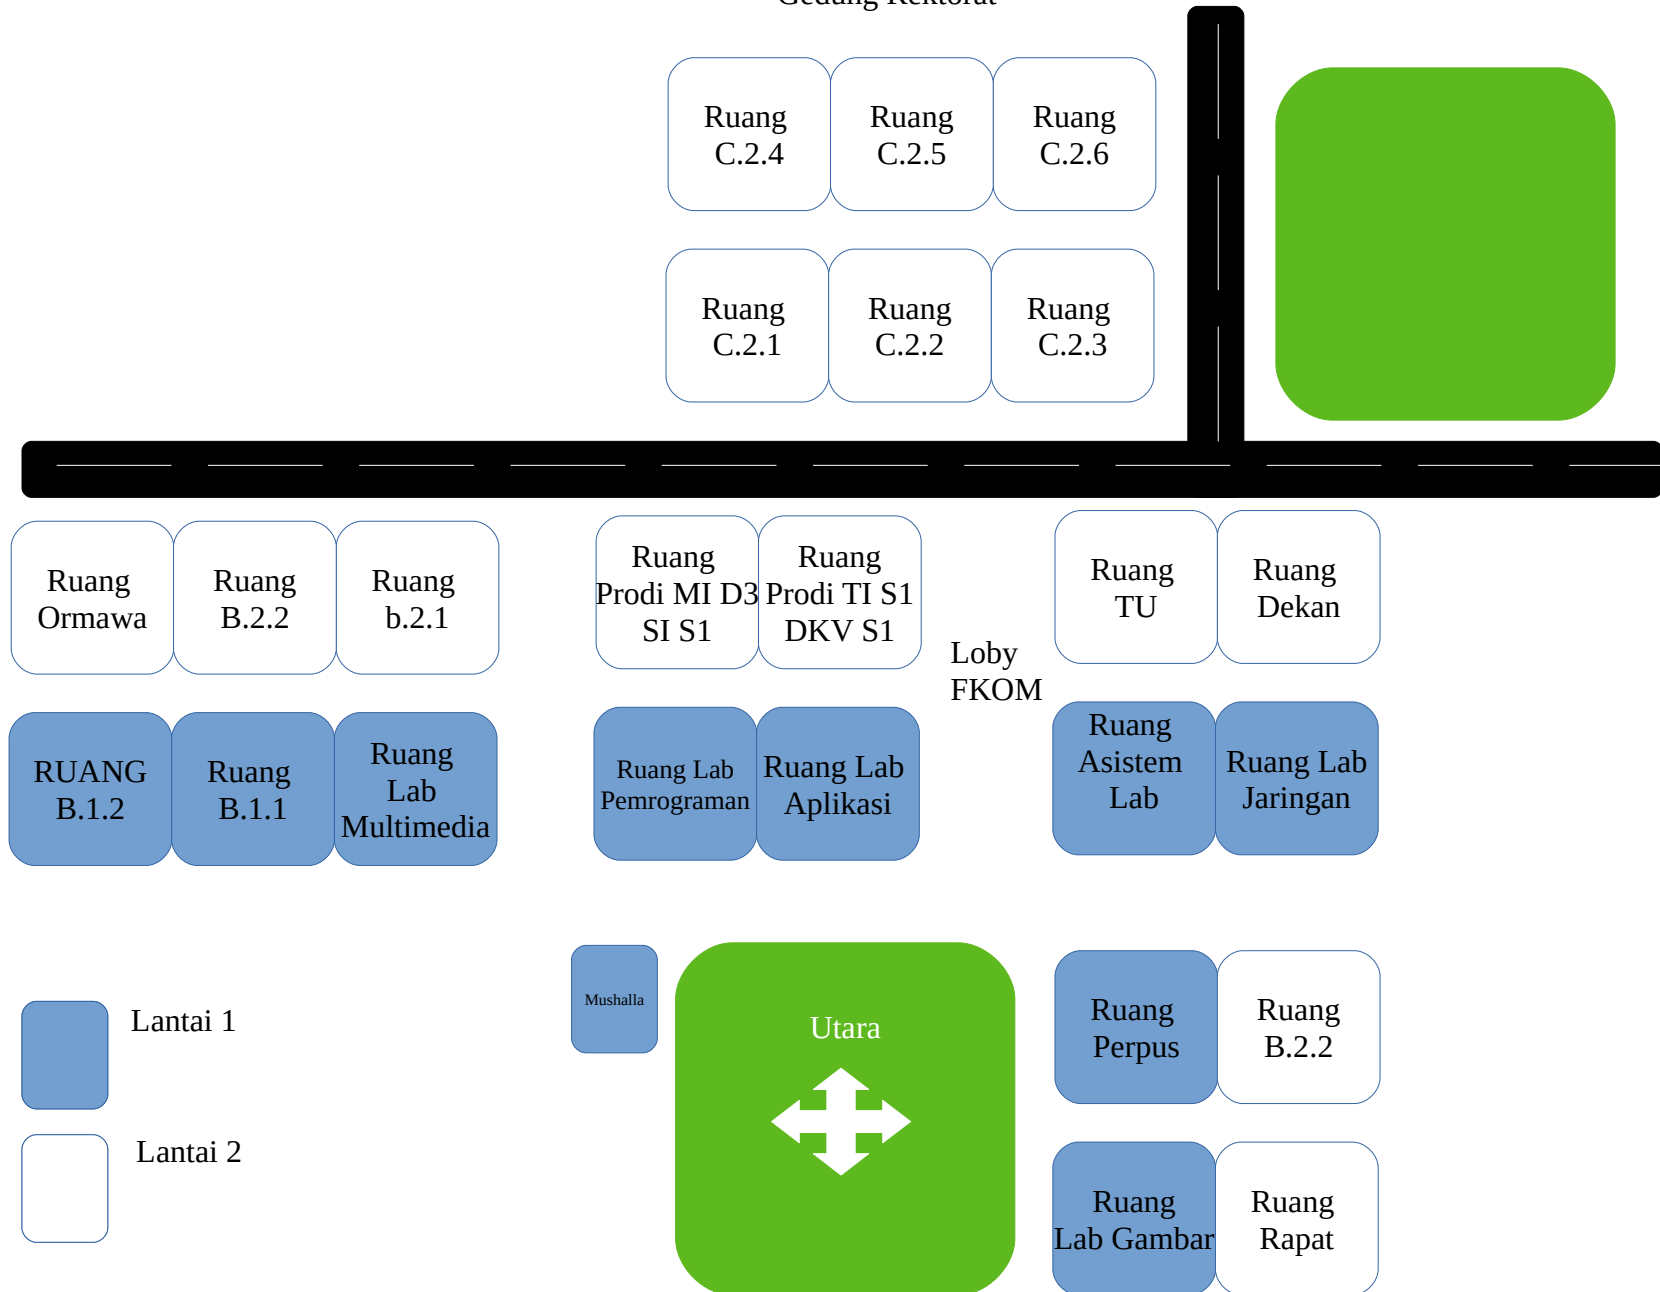 Gedung Rektorat
Ruang
C.2.4
Ruang
C.2.5
Ruang
C.2.6
Ruang
C.2.1
Ruang
C.2.2
Ruang
C.2.3
Ruang
Ormawa
Ruang
B.2.2
Ruang
b.2.1
Ruang
Prodi MI D3
SI S1
Ruang
Prodi TI S1
DKV S1
Loby
FKOM
Ruang
TU
Ruang
Dekan
RUANG
B.1.2
Ruang
B.1.1
Ruang
Lab
Multimedia
Ruang Lab
Pemrograman
Ruang Lab
Aplikasi
Ruang
Asistem
Lab
Ruang Lab
Jaringan
Mushalla
Utara
Ruang
Perpus
Ruang
B.2.2
Ruang
Lab Gambar
Ruang
Rapat
Lantai 1
Lantai 2